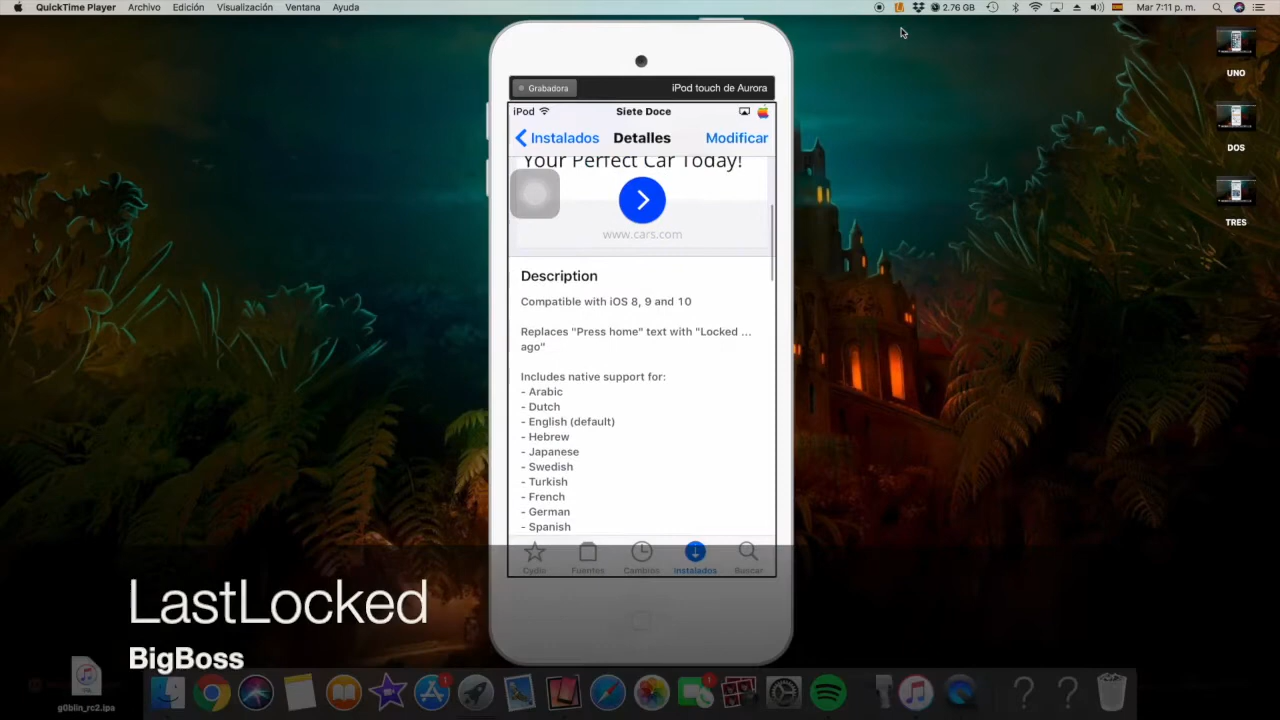 QuickTime Player Archivo Edición Visualización Ventana Ayuda
2.76 GB Mar 7:11 p. m.
UNO
DOS
TRES
Grabadora iPod touch de Aurora
iPod Siete Doce
Instalados Detalles Modificar
Your Perfect Car Today!
www.cars.com
Description
Compatible with iOS 8, 9 and 10
Replaces "Press home" text with "Locked ...
ago"
Includes native support for:
- Arabic
- Dutch
- English (default)
- Hebrew
- Japanese
- Swedish
- Turkish
- French
- German
- Spanish
Cydia Fuentes Cambios Instalados Buscar
LastLocked
BigBoss
1
1
g0blin_rc2.ipa